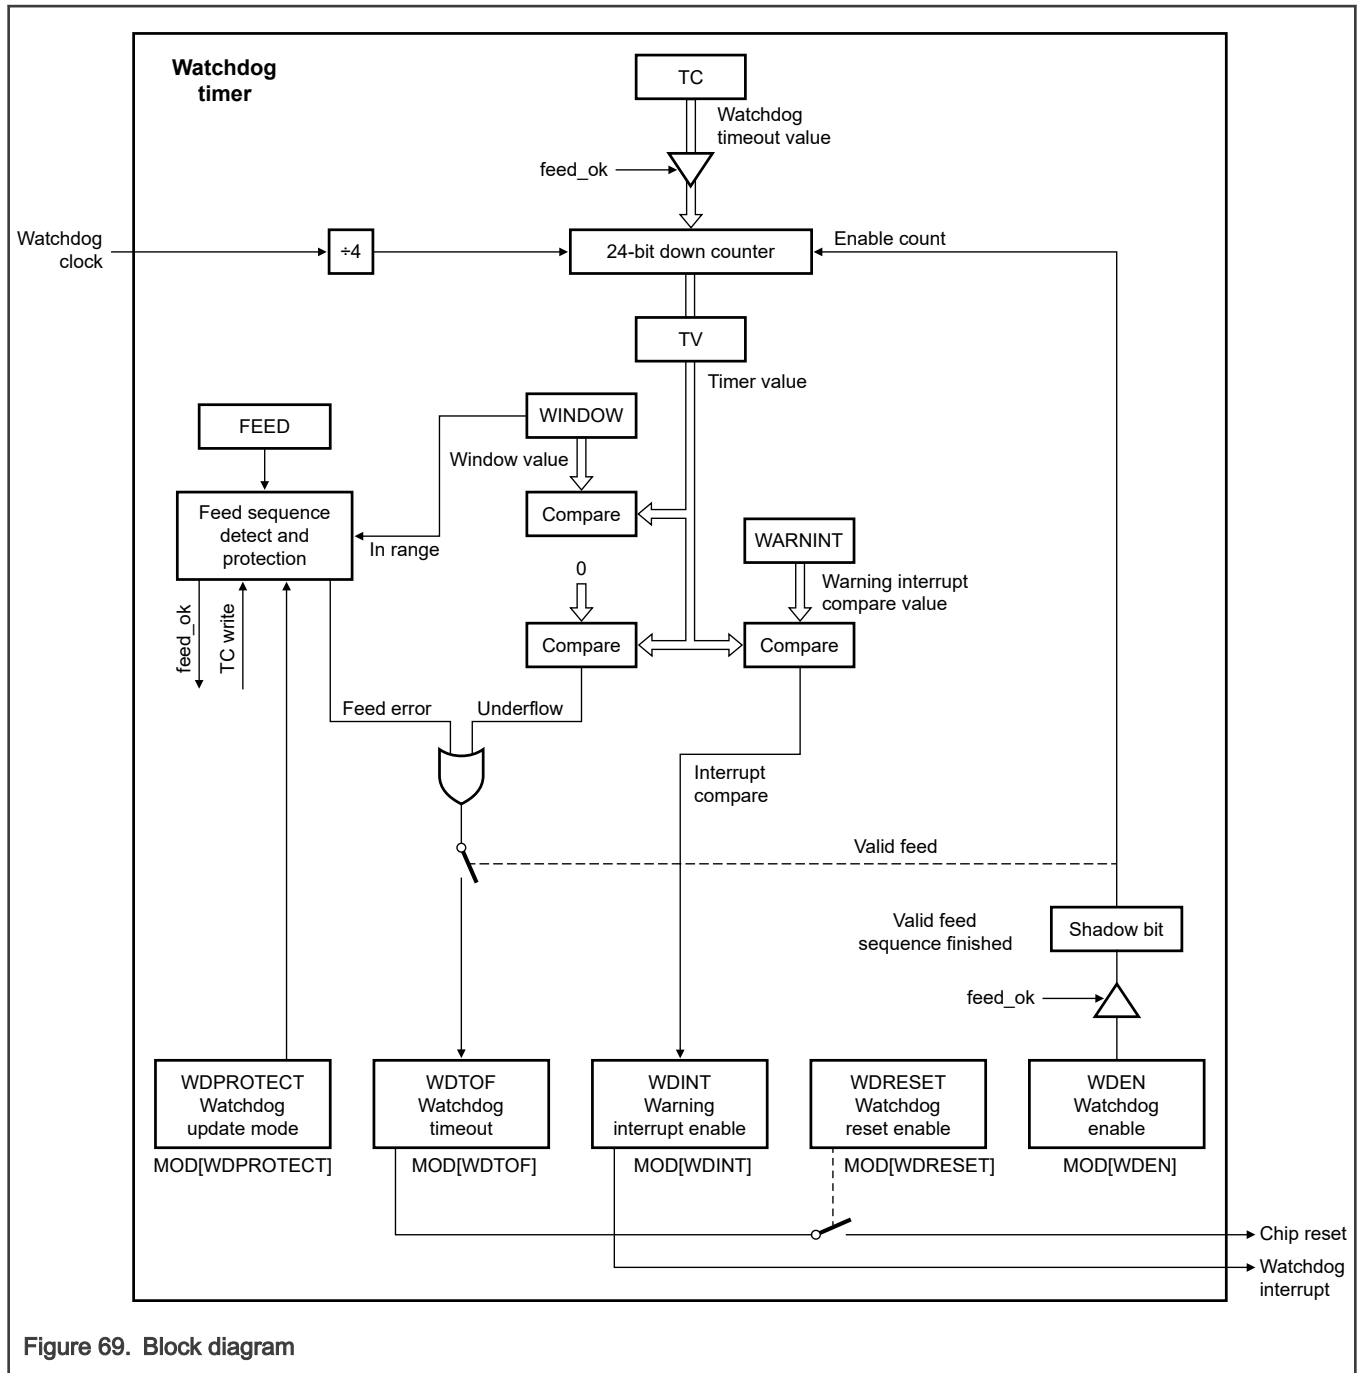 Watchdog
timer
TC
Watchdog
timeout value
feed_ok
Watchdog
clock
÷4
24-bit down counter
Enable count
TV
Timer value
WINDOW
FEED
Window value
Feed sequence
detect and
protection
Compare
WARNINT
In range
0
Warning interrupt
compare value
feed_ok
TC write
Compare
Compare
Feed error
Underflow
Interrupt
compare
Valid feed
Valid feed
sequence finished
Shadow bit
feed_ok
WDPROTECT
Watchdog
update mode
WDTOF
Watchdog
timeout
WDINT
Warning
interrupt enable
WDRESET
Watchdog
reset enable
WDEN
Watchdog
enable
MOD[WDPROTECT]
MOD[WDTOF]
MOD[WDINT]
MOD[WDRESET]
MOD[WDEN]
Chip reset
Watchdog
interrupt
Figure 69. Block diagram